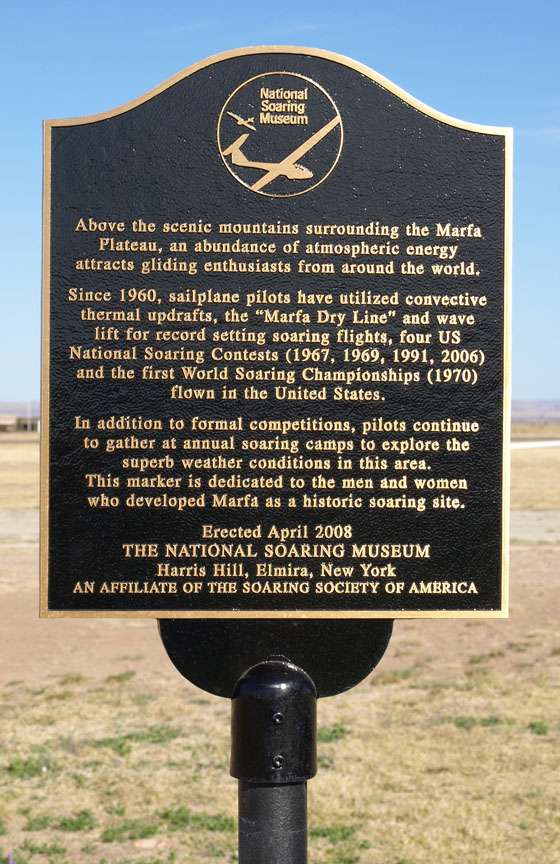 National
Soaring
Museum
Above the scenic mountains surrounding the Marfa
Plateau, an abundance of atmospheric energy
attracts gliding enthusiasts from around the world.
Since 1960, sailplane pilots have utilized convective
thermal updrafts, the “Marfa Dry Line” and wave
lift for record setting soaring flights, four US
National Soaring Contests (1967, 1969, 1991, 2006)
and the first World Soaring Championships (1970)
flown in the United States.
In addition to formal competitions, pilots continue
to gather at annual soaring camps to explore the
superb weather conditions in this area.
This marker is dedicated to the men and women
who developed Marfa as a historic soaring site.
Erected April 2008
THE NATIONAL SOARING MUSEUM
Harris Hill, Elmira, New York
AN AFFILIATE OF THE SOARING SOCIETY OF AMERICA